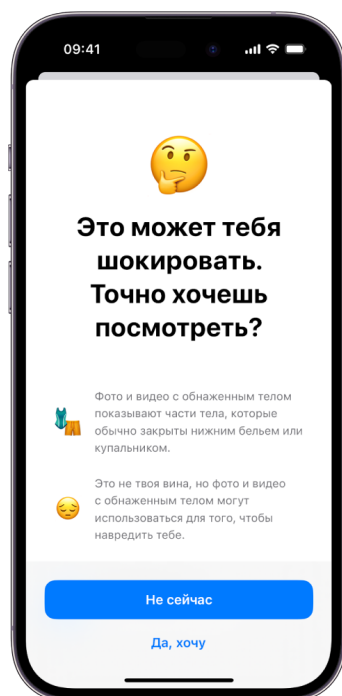 09:41
Это может тебя
шокировать.
Точно хочешь
посмотреть?
Фото и видео с обнаженным телом
показывают части тела, которые
обычно закрыты нижним бельем или
купальником.
Это не твоя вина, но фото и видео
с обнаженным телом могут
использоваться для того, чтобы
навредить тебе.
Не сейчас
Да, хочу